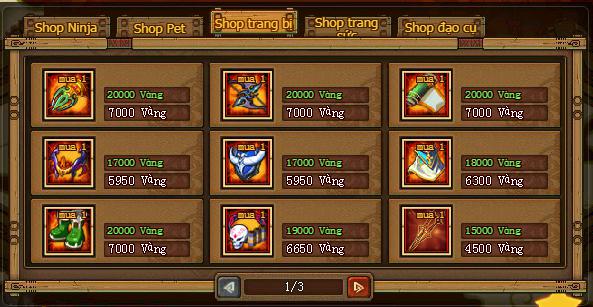 Shop Ninja
Shop Pet
Shop trang bị
Shop trang
sức
Shop đạo cụ
mua 1
20000 Vàng
7000 Vàng
mua 1
20000 Vàng
7000 Vàng
mua 1
20000 Vàng
7000 Vàng
mua 1
17000 Vàng
5950 Vàng
mua 1
17000 Vàng
5950 Vàng
mua 1
18000 Vàng
6300 Vàng
mua 1
20000 Vàng
7000 Vàng
mua 1
19000 Vàng
6650 Vàng
mua 1
15000 Vàng
4500 Vàng
1/3